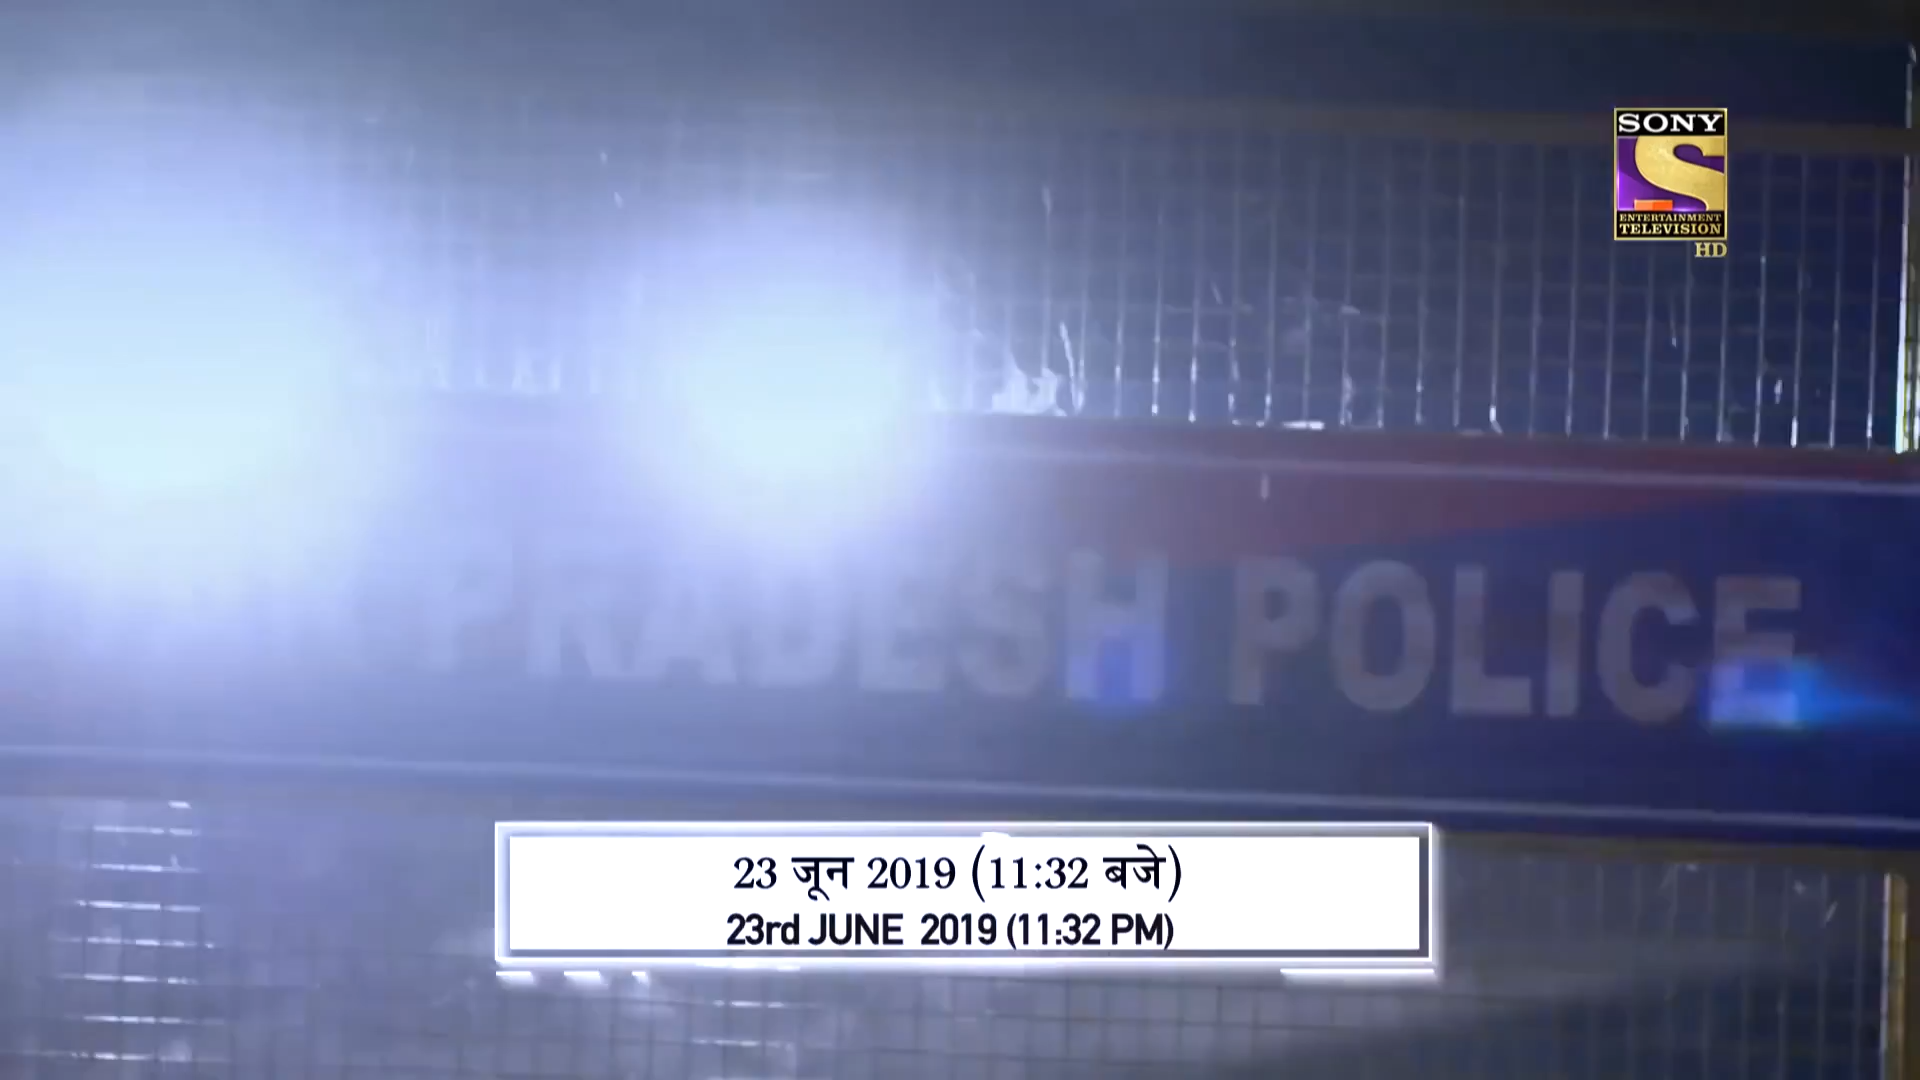 SONY
ENTERTAINMENT
TELEVISION
HD
PRADESH POLICE
23 जून 2019 (11:32 बजे)
23rd JUNE 2019 (11:32 PM)